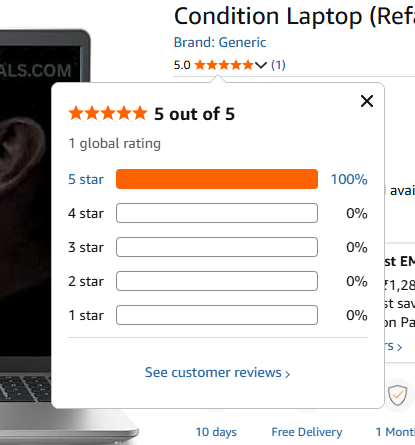 Condition Laptop (Refa
Brand: Generic
5.0 (1)
ALS.COM
5 out of 5
1 global rating
5 star 100%
4 star 0%
3 star 0%
2 star 0%
1 star 0%
See customer reviews ›
avai
st EM
₹1,28
st sav
on Pa
rs ›
10 days
Free Delivery
1 Month